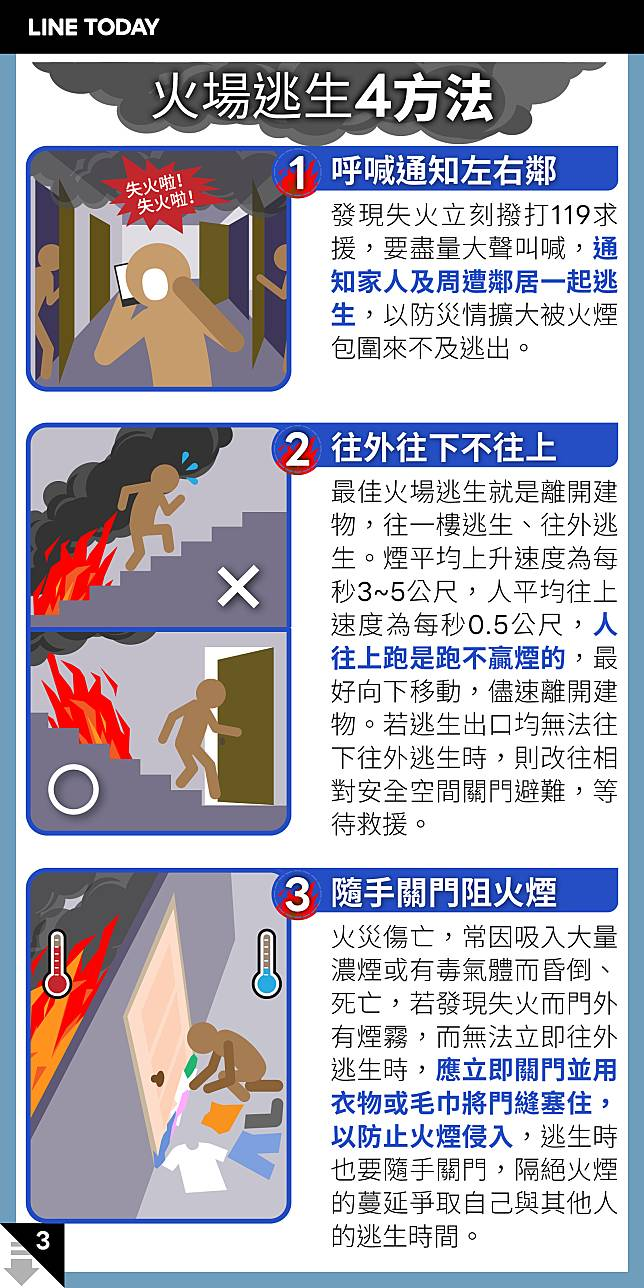 LINE TODAY
火場逃生4方法
失火啦!
失火啦!
1 呼喊通知左右鄰
發現失火立刻撥打119求
援，要盡量大聲叫喊，通
知家人及周遭鄰居一起逃
生，以防災情擴大被火煙
包圍來不及逃出。
2 往外往下不往上
最佳火場逃生就是離開建
物，往一樓逃生、往外逃
生。煙平均上升速度為每
秒3~5公尺，人平均往上
速度為每秒0.5公尺，人
往上跑是跑不贏煙的，最
好向下移動，儘速離開建
物。若逃生出口均無法往
下往外逃生時，則改往相
對安全空間關門避難，等
待救援。
3 隨手關門阻火煙
火災傷亡，常因吸入大量
濃煙或有毒氣體而昏倒、
死亡，若發現失火而門外
有煙霧，而無法立即往外
逃生時，應立即關門並用
衣物或毛巾將門縫塞住，
以防止火煙侵入，逃生時
也要隨手關門，隔絕火煙
的蔓延爭取自己與其他人
的逃生時間。
3